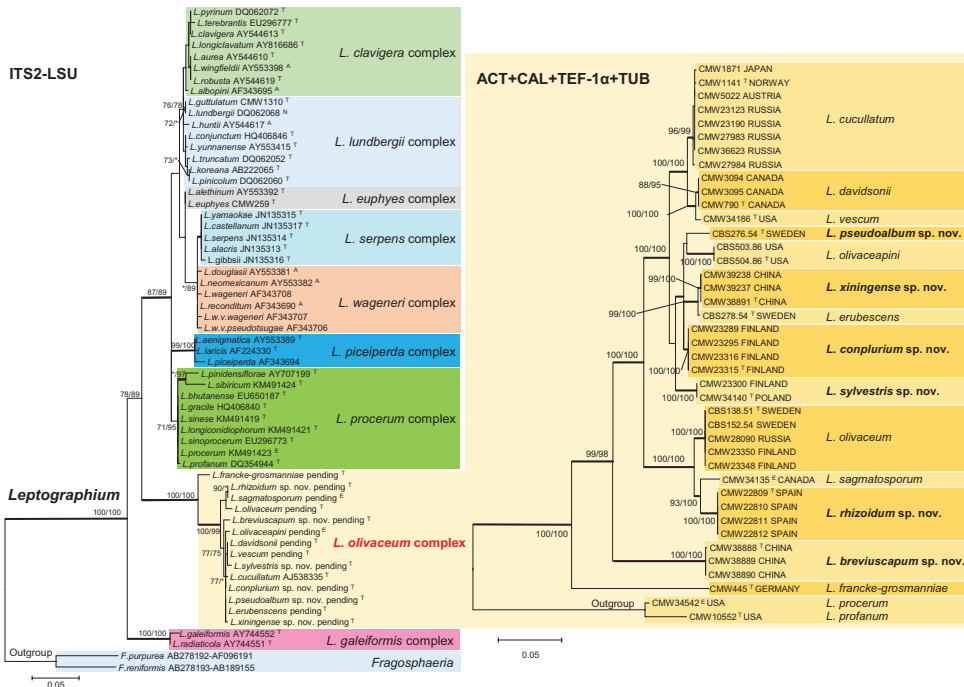 ITS2-LSU
L.pyrinum DQ062072 T
L.terebrantis EU296777 T
L.clavigera AY544613 T
L.longiclavatum AY816686 T
L.aurea AY544610 T
L.wingfieldii AY553398 A
L.robusta AY544619 T
L.albopini AF343695 A
L. clavigera complex
L.guttulatum CMW1310 T
L.lundbergii DQ062068 N
L.huntii AY544617 A
L.conjunctum HQ406846 T
L.yunnanense AY553415 T
L.truncatum DQ062052 T
L.koreana AB222065 T
L.pinicolum DQ062060 T
L. lundbergii complex
76/78
72/*
73/*
L.alethinum AY553392 T
L.euphyes CMW259 T
L. euphyes complex
L.yamaokae JN135315 T
L.castellanum JN135317 T
L.serpens JN135314 T
L.alacris JN135313 T
L.gibbsii JN135316 T
L. serpens complex
L.douglasii AY553381 A
L.neomexicanum AY553382 A
L.wageneri AF343708
L.reconditum AF343690 A
L.w.v.wageneri AF343707
L.w.v.pseudotsugae AF343706
L. wageneri complex
*/89
87/89
L.aenigmatica AY553389 T
L.laricis AF224330 T
L.piceiperda AF343694
L. piceiperda complex
99/100
L.pinidensiflorae AY707199 T
L.sibiricum KM491424 T
L.bhutanense EU650187 T
L.gracile HQ406840 T
L.sinese KM491419 T
L.longiconidiophorum KM491421 T
L.sinoprocerum EU296773 T
L.procerum KM491423 E
L.profanum DQ354944 T
L. procerum complex
*/97
71/95
78/89
Leptographium
100/100
L.francke-grosmanniae pending T
L.rhizoidum sp. nov. pending T
L.sagmatosporum pending E
L.olivaceum pending T
L.breviuscapum sp. nov. pending T
L.olivaceapini pending E
L.davidsonii pending T
L.vescum pending T
L.sylvestris sp. nov. pending T
L.cucullatum AJ538335 T
L.conplurium sp. nov. pending T
L.pseudoalbum sp. nov. pending T
L.erubenscens pending T
L.xiningense sp. nov. pending T
L. olivaceum complex
100/100
90/*
100/99
77/75
77/*
L.galeiformis AY744552 T
L.radiaticola AY744551 T
L. galeiformis complex
100/100
Outgroup
F.purpurea AB278192-AF096191
F.reniformis AB278193-AB189155
Fragosphaeria
0.05
ACT+CAL+TEF-1α+TUB
CMW1871 JAPAN
CMW1141 T NORWAY
CMW5022 AUSTRIA
CMW23123 RUSSIA
CMW23190 RUSSIA
CMW27983 RUSSIA
CMW36623 RUSSIA
CMW27984 RUSSIA
L. cucullatum
96/99
100/100
CMW3094 CANADA
CMW3095 CANADA
CMW790 T CANADA
L. davidsonii
88/95
100/100
CMW34186 T USA
L. vescum
CBS276.54 T SWEDEN
L. pseudoalbum sp. nov.
100/100
CBS503.86 USA
CBS504.86 T USA
L. olivaceapini
100/100
CMW39238 CHINA
CMW39237 CHINA
CMW38891 T CHINA
L. xiningense sp. nov.
99/100
CBS278.54 T SWEDEN
L. erubescens
99/100
CMW23289 FINLAND
CMW23295 FINLAND
CMW23316 FINLAND
CMW23315 T FINLAND
L. conplurium sp. nov.
100/100
100/100
CMW23300 FINLAND
CMW34140 T POLAND
L. sylvestris sp. nov.
100/100
CBS138.51 T SWEDEN
CBS152.54 SWEDEN
CMW28090 RUSSIA
CMW23350 FINLAND
CMW23348 FINLAND
L. olivaceum
100/100
99/98
100/100
CMW34135 E CANADA
L. sagmatosporum
93/100
CMW22809 T SPAIN
CMW22810 SPAIN
CMW22811 SPAIN
CMW22812 SPAIN
L. rhizoidum sp. nov.
100/100
100/100
CMW38888 T CHINA
CMW38889 CHINA
CMW38890 CHINA
L. breviuscapum sp. nov.
100/100
CMW445 T GERMANY
L. francke-grosmanniae
Outgroup
CMW34542 E USA
L. procerum
CMW10552 T USA
L. profanum
0.05